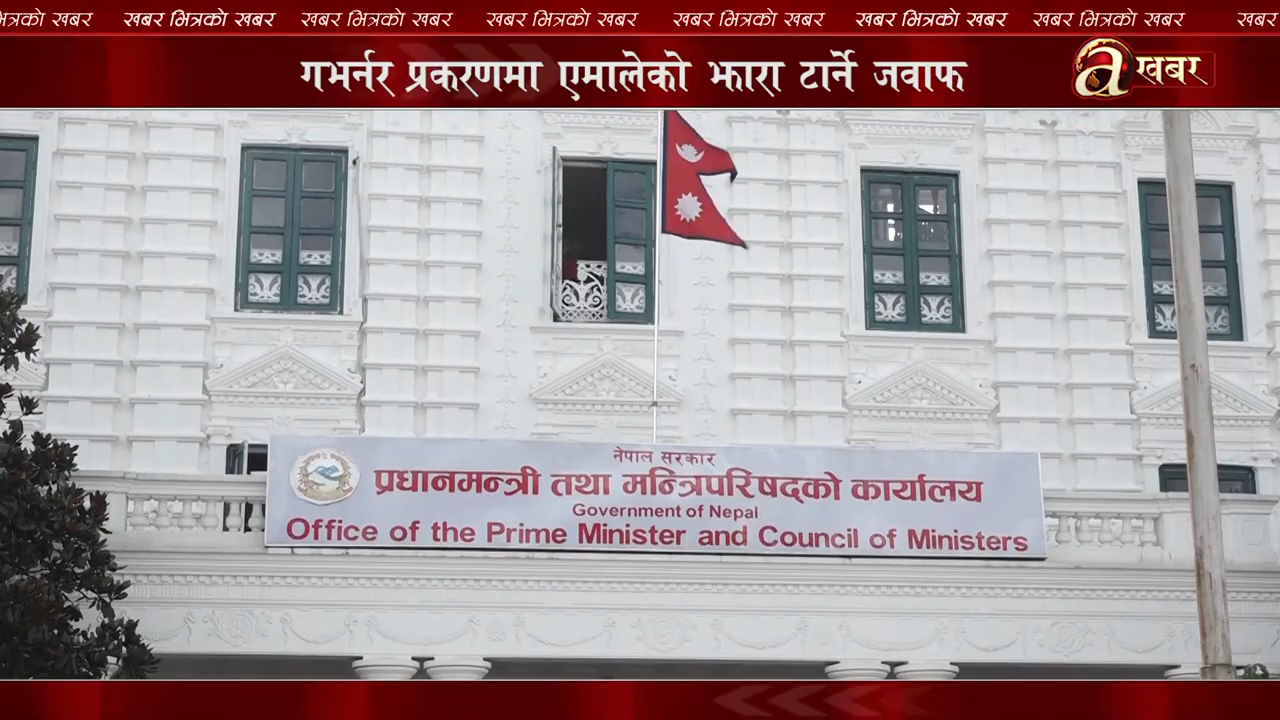 खबर भित्रको खबर खबर भित्रको खबर खबर भित्रको खबर खबर भित्रको खबर खबर भित्रको खबर खबर भित्रको खबर खबर
गभर्नर प्रकरणमा एमालेको झारा टार्ने जवाफ
a खबर
नेपाल सरकार
प्रधानमन्त्री तथा मन्त्रिपरिषद्को कार्यालय
Government of Nepal
Office of the Prime Minister and Council of Ministers